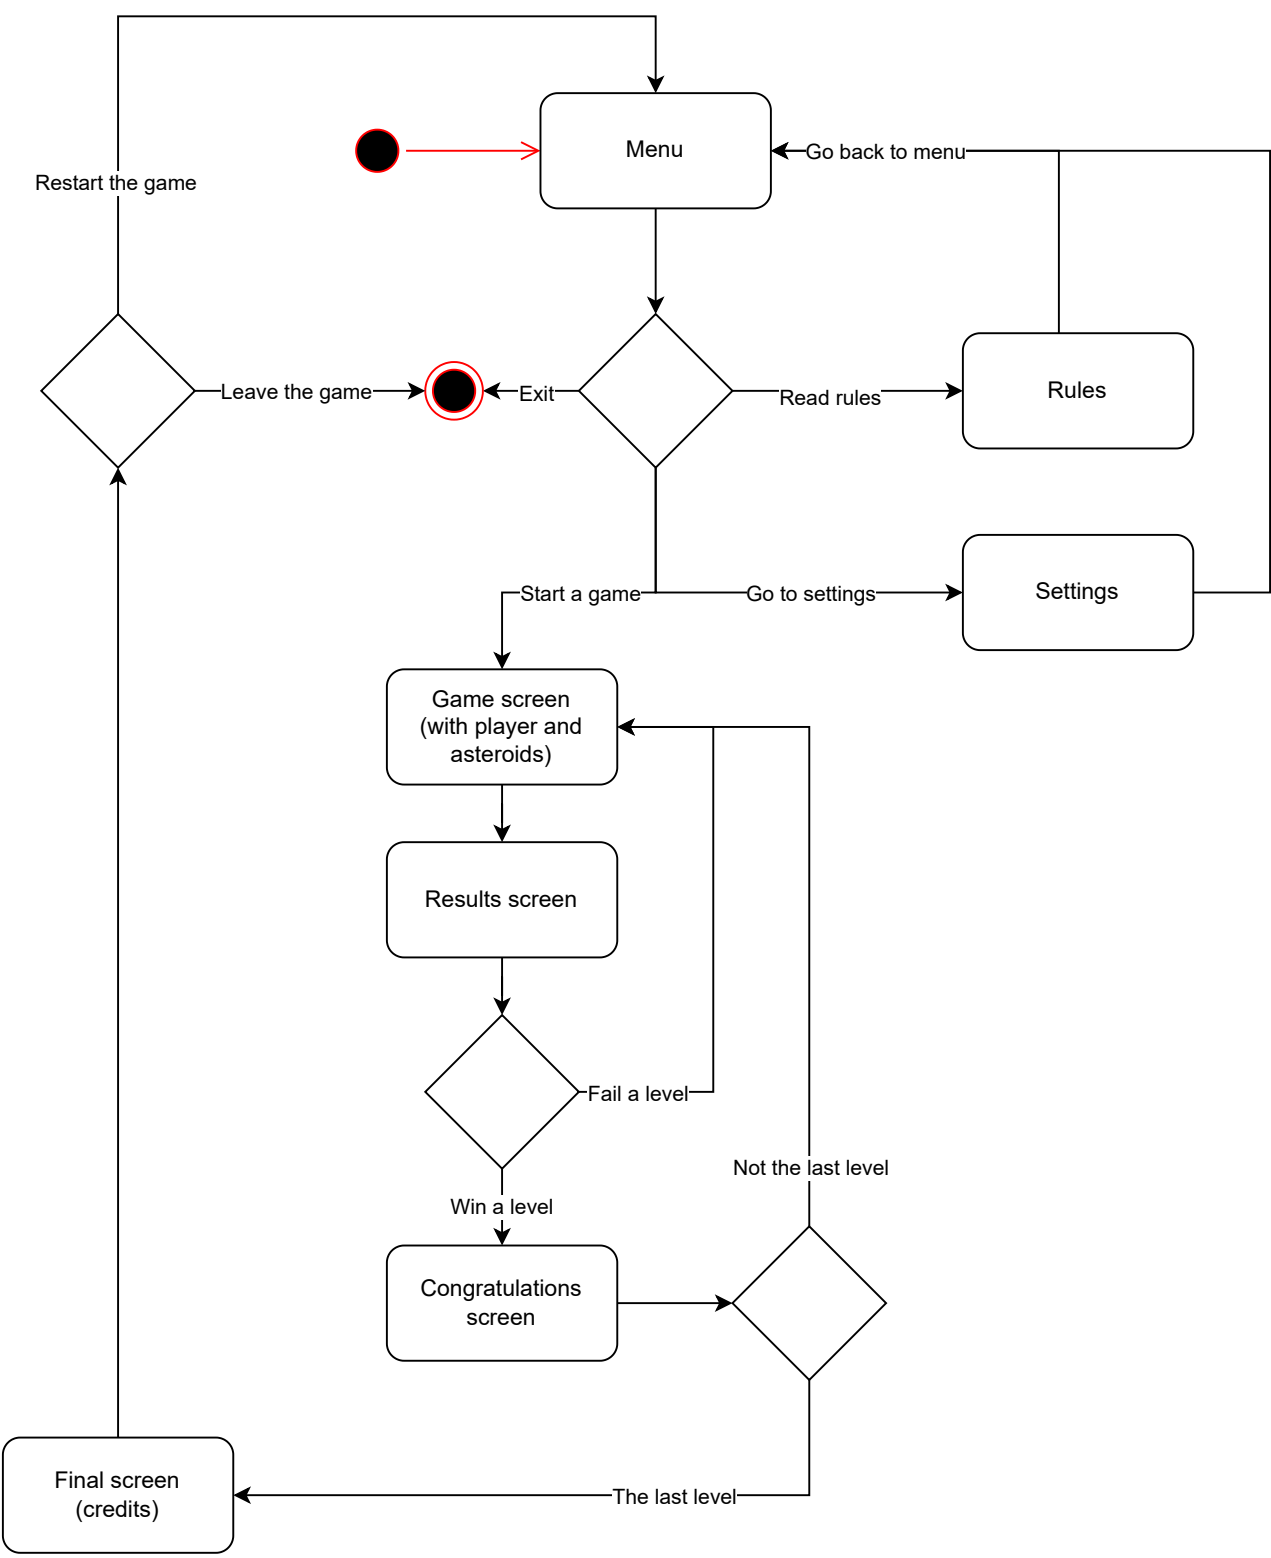 Menu
Go back to menu
Restart the game
Leave the game
Exit
Read rules
Rules
Start a game
Go to settings
Settings
Game screen
(with player and
asteroids)
Results screen
Fail a level
Not the last level
Win a level
Congratulations
screen
Final screen
(credits)
The last level